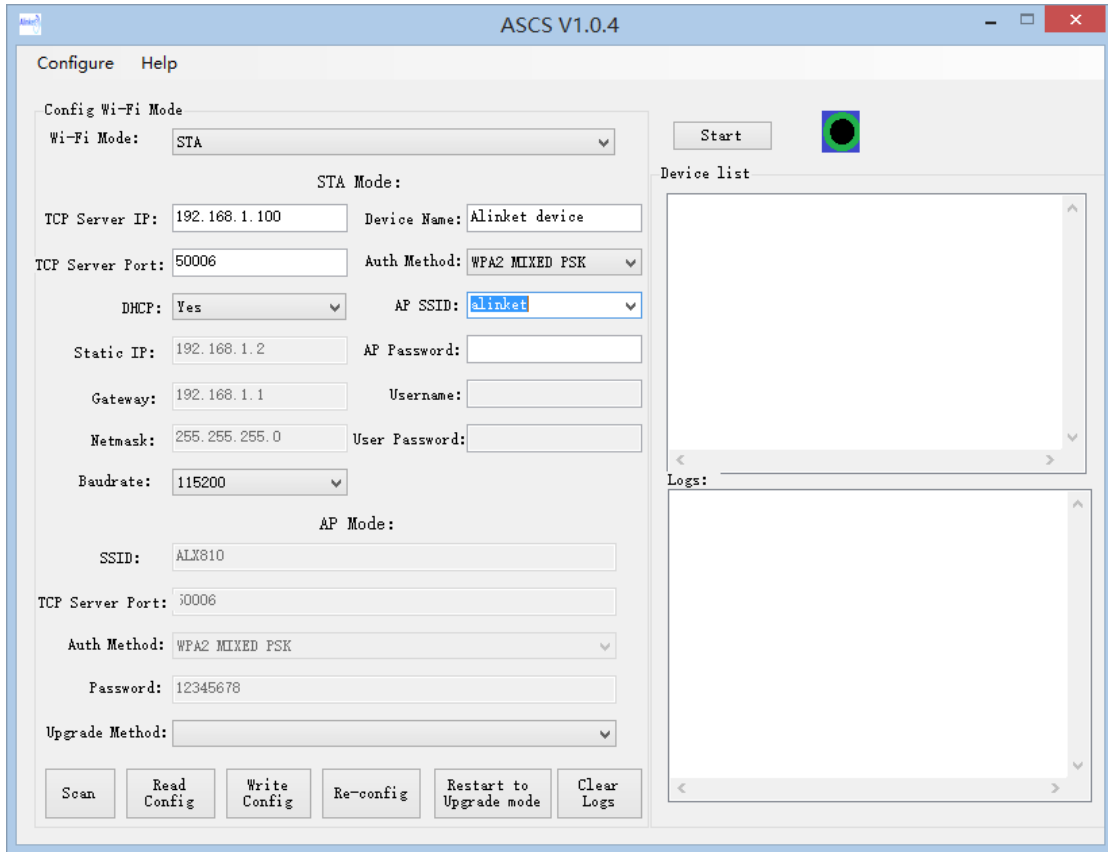 ASCS V1.0.4
Configure Help
Config Wi-Fi Mode
Wi-Fi Mode: STA
Start
Device list
STA Mode:
TCP Server IP: 192.168.1.100 Device Name: Alinket device
TCP Server Port: 50006 Auth Method: WPA2 MIXED PSK
DHCP: Yes AP SSID: alinket
Static IP: 192.168.1.2 AP Password:
Gateway: 192.168.1.1 Username:
Netmask: 255.255.255.0 User Password:
Baudrate: 115200
Logs:
AP Mode:
SSID: ALX810
TCP Server Port: 50006
Auth Method: WPA2 MIXED PSK
Password: 12345678
Upgrade Method:
Scan
Read
Config
Write
Config
Re-config
Restart to
Upgrade mode
Clear
Logs